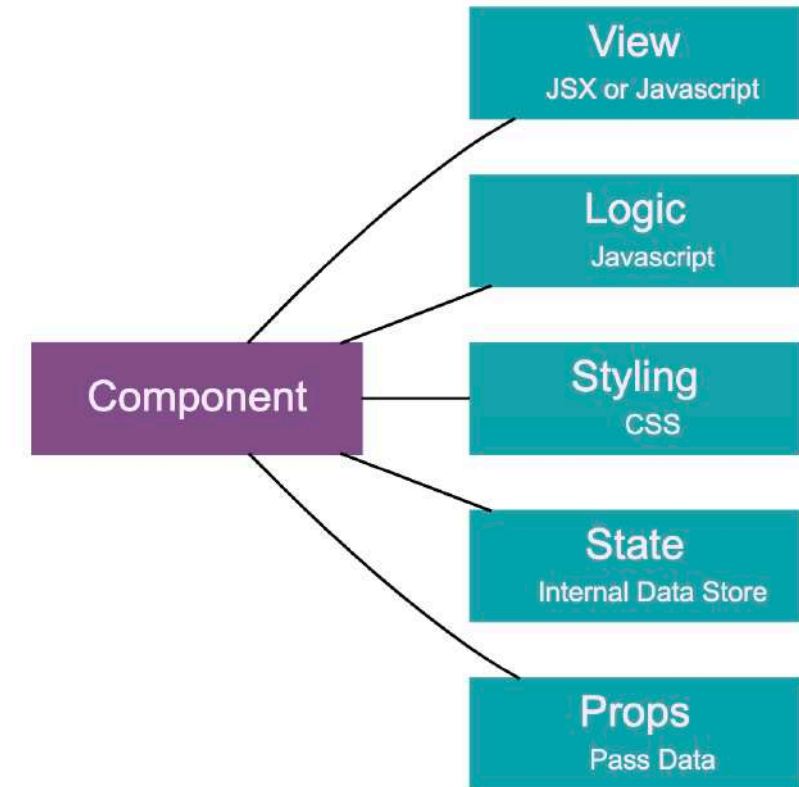 View
JSX or Javascript
Logic
Javascript
Component
Styling
CSS
State
Internal Data Store
Props
Pass Data